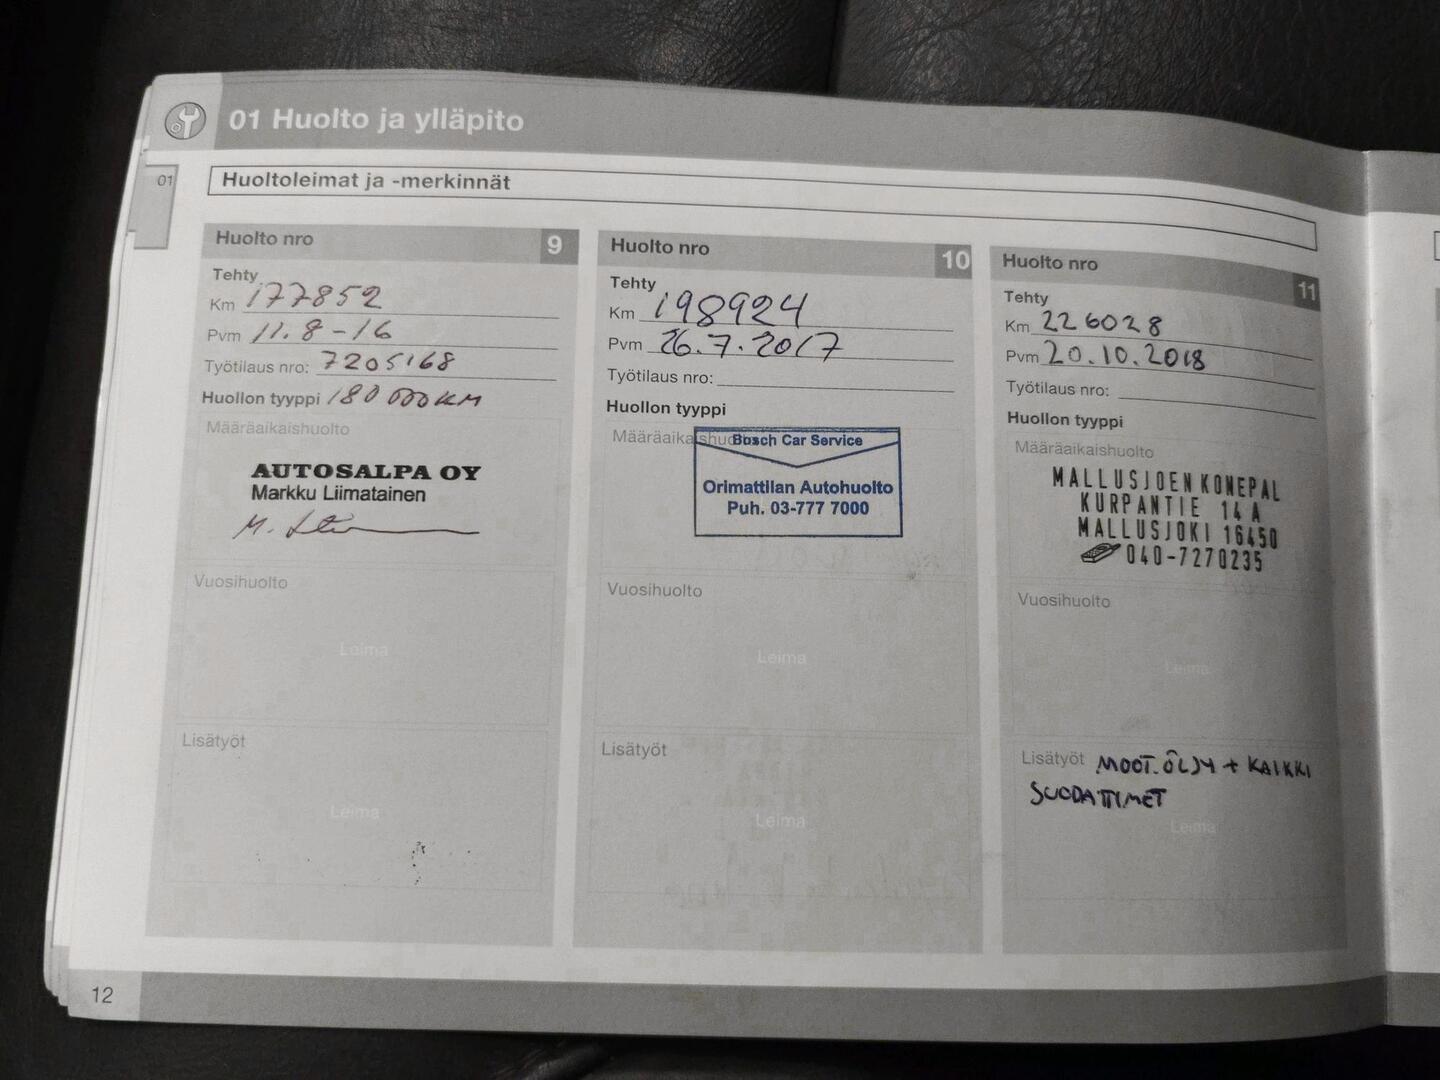 01 Huolto ja ylläpito
01
Huoltoleimat ja -merkinnät
Huolto nro 9
Tehty
Km 177852
Pvm 11.8-16
Työtilaus nro: 7205168
Huollon tyyppi 180 000 KM
Määräaikaishuolto
AUTOSALPA OY
Markku Liimatainen
Vuosihuolto
Leima
Lisätyöt
Leima
Huolto nro 10
Tehty
Km 198924
Pvm 26.7.2017
Työtilaus nro:
Huollon tyyppi
Määräaikaishuolto
Bosch Car Service
Orimattilan Autohuolto
Puh. 03-777 7000
Vuosihuolto
Leima
Lisätyöt
Leima
Huolto nro 11
Tehty
Km 226028
Pvm 20.10.2018
Työtilaus nro:
Huollon tyyppi
Määräaikaishuolto
MALLUSJOEN KONEPAL
KURPANTIE 14 A
MALLUSJOKI 16450
040-7270235
Vuosihuolto
Leima
Lisätyöt MOOT.ÖLJY + KAIKKI
SUODATTIMET
Leima
12